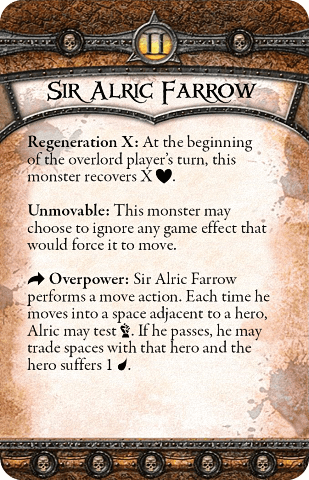 II
Sir Alric Farrow
Regeneration X: At the beginning
of the overlord player's turn, this
monster recovers X ♥.
Unmovable: This monster may
choose to ignore any game effect that
would force it to move.
Overpower: Sir Alric Farrow
performs a move action. Each time he
moves into a space adjacent to a hero,
Alric may test . If he passes, he may
trade spaces with that hero and the
hero suffers 1 .